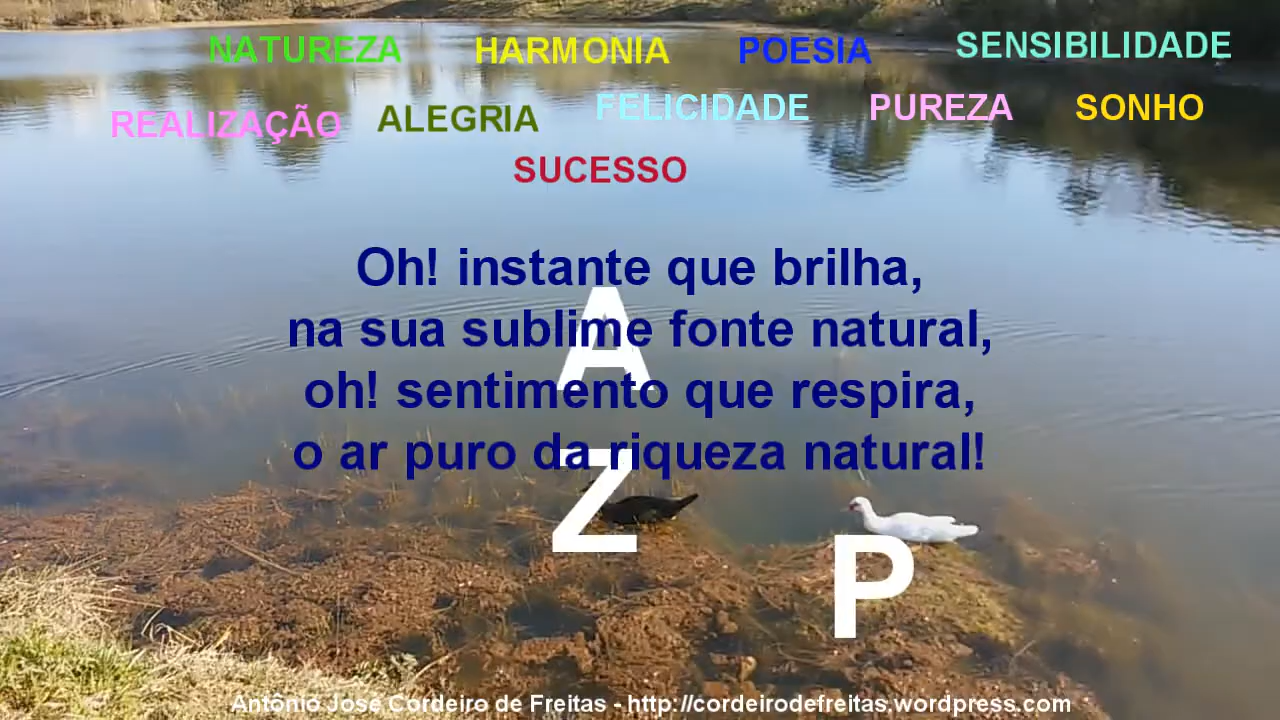 NATUREZA HARMONIA POESIA SENSIBILIDADE
REALIZAÇÃO ALEGRIA FELICIDADE PUREZA SONHO
SUCESSO
Oh! instante que brilha,
na sua sublime fonte natural,
oh! sentimento que respira,
o ar puro da riqueza natural!
A
Z
P
Antônio José Cordeiro de Freitas - http://cordeirodefreitas.wordpress.com